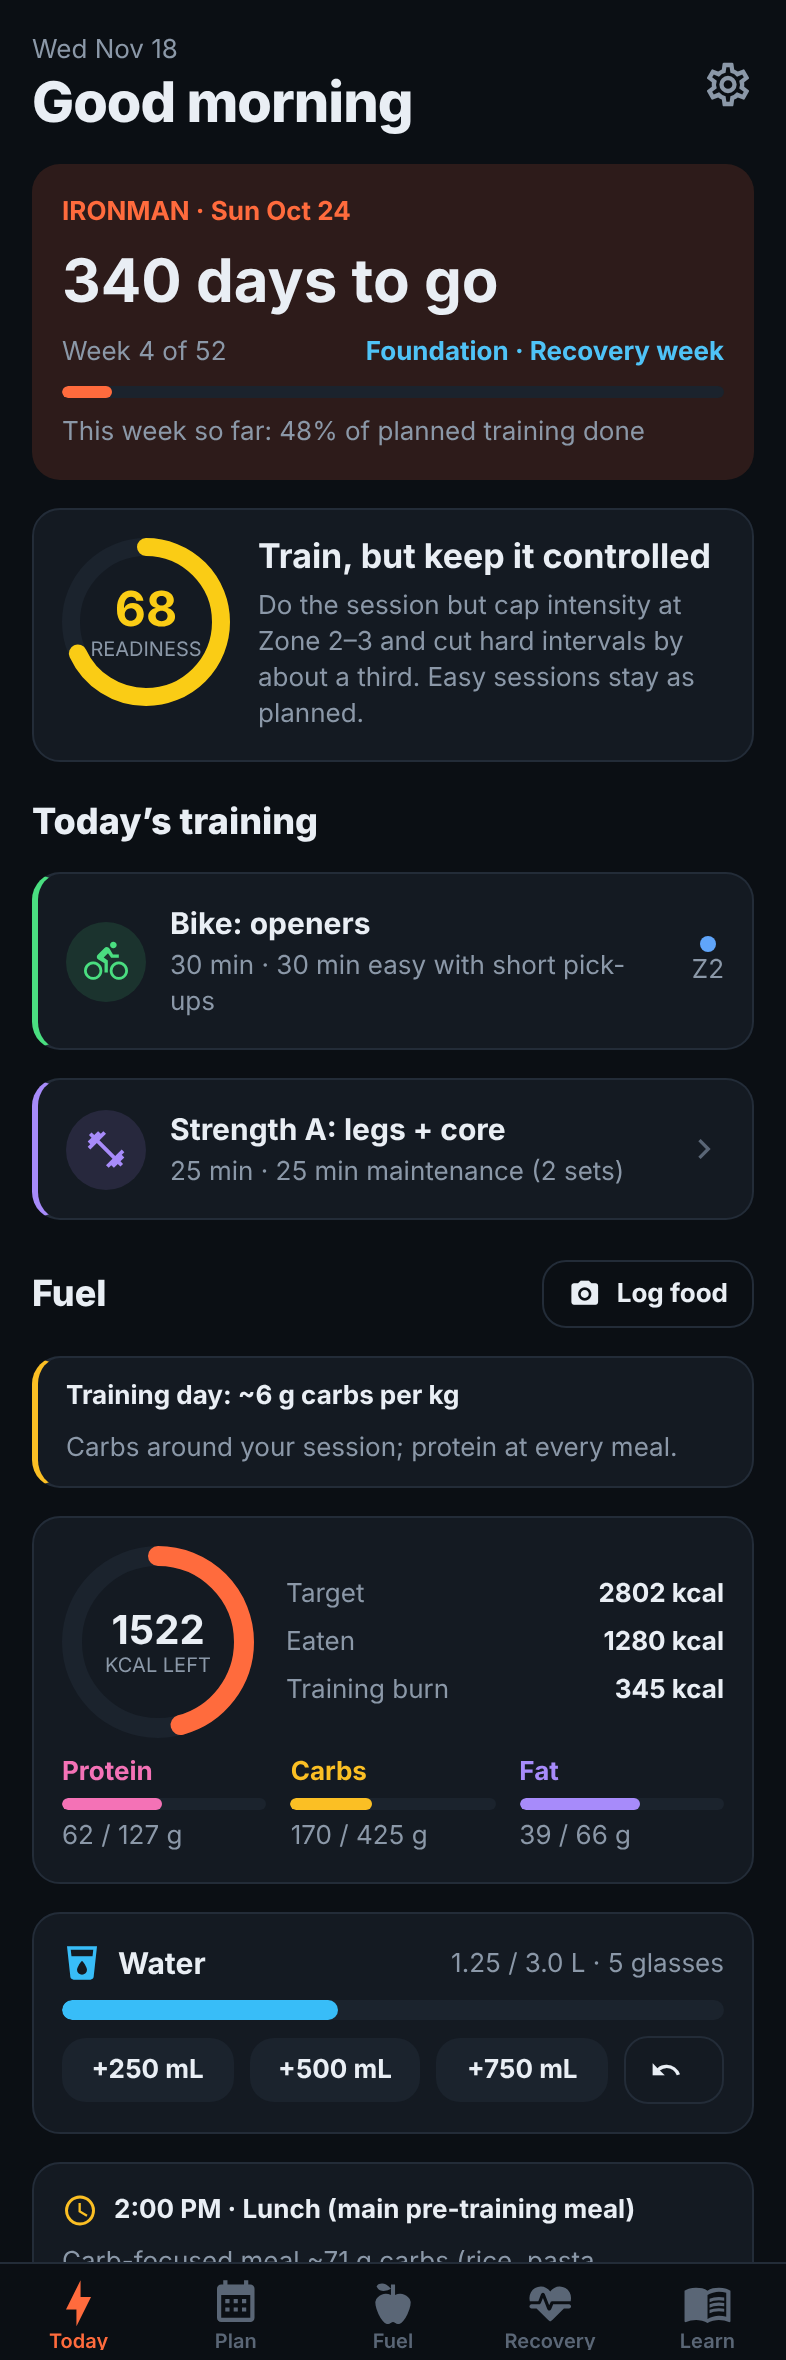 Wed Nov 18
Good morning
IRONMAN · Sun Oct 24
340 days to go
Week 4 of 52
Foundation · Recovery week
This week so far: 48% of planned training done
68
READINESS
Train, but keep it controlled
Do the session but cap intensity at
Zone 2–3 and cut hard intervals by
about a third. Easy sessions stay as
planned.
Today’s training
Bike: openers
30 min · 30 min easy with short pick-
ups
Z2
Strength A: legs + core
25 min · 25 min maintenance (2 sets)
Fuel
Log food
Training day: ~6 g carbs per kg
Carbs around your session; protein at every meal.
1522
KCAL LEFT
Target
2802 kcal
Eaten
1280 kcal
Training burn
345 kcal
Protein
62 / 127 g
Carbs
170 / 425 g
Fat
39 / 66 g
Water
1.25 / 3.0 L · 5 glasses
+250 mL
+500 mL
+750 mL
2:00 PM · Lunch (main pre-training meal)
Carb-focused meal ~71 g carbs (rice, pasta
Today
Plan
Fuel
Recovery
Learn